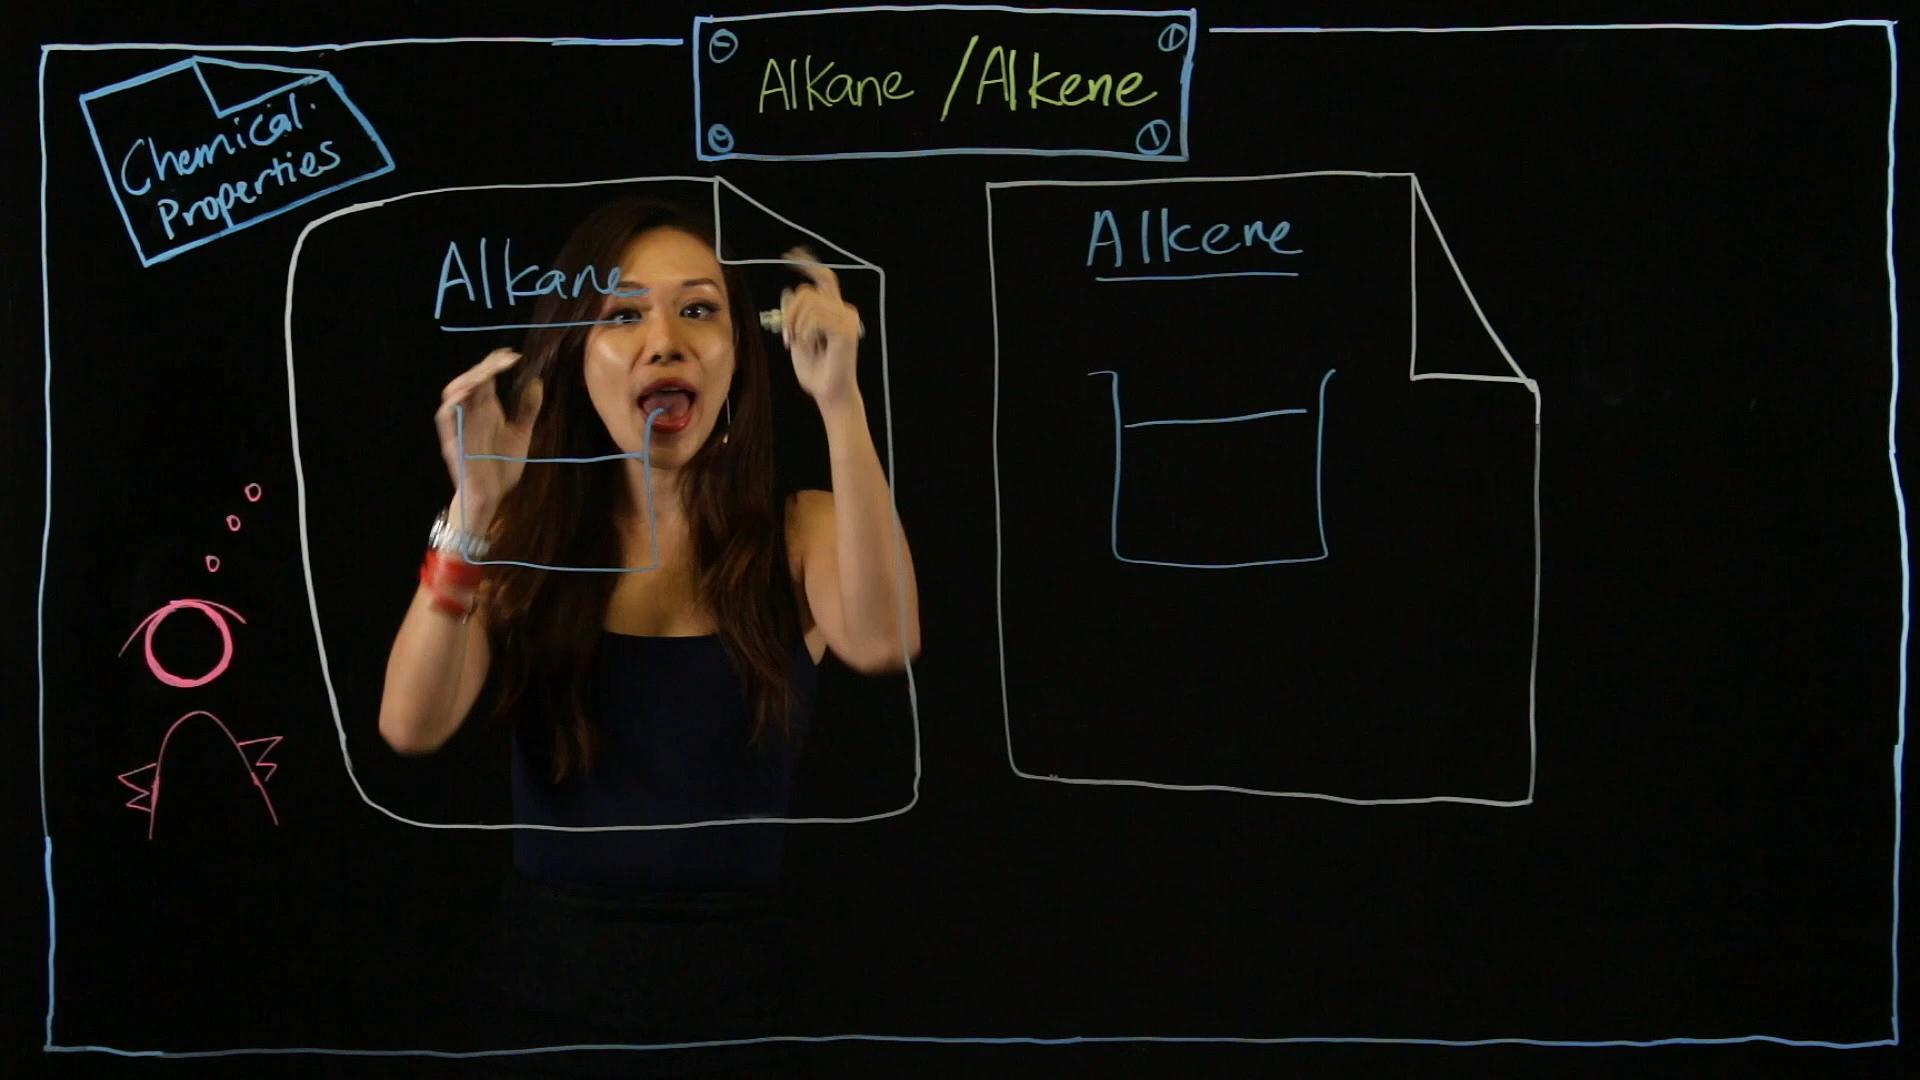 Alkane / Alkene
Chemical
Properties
Alkane
Alkene